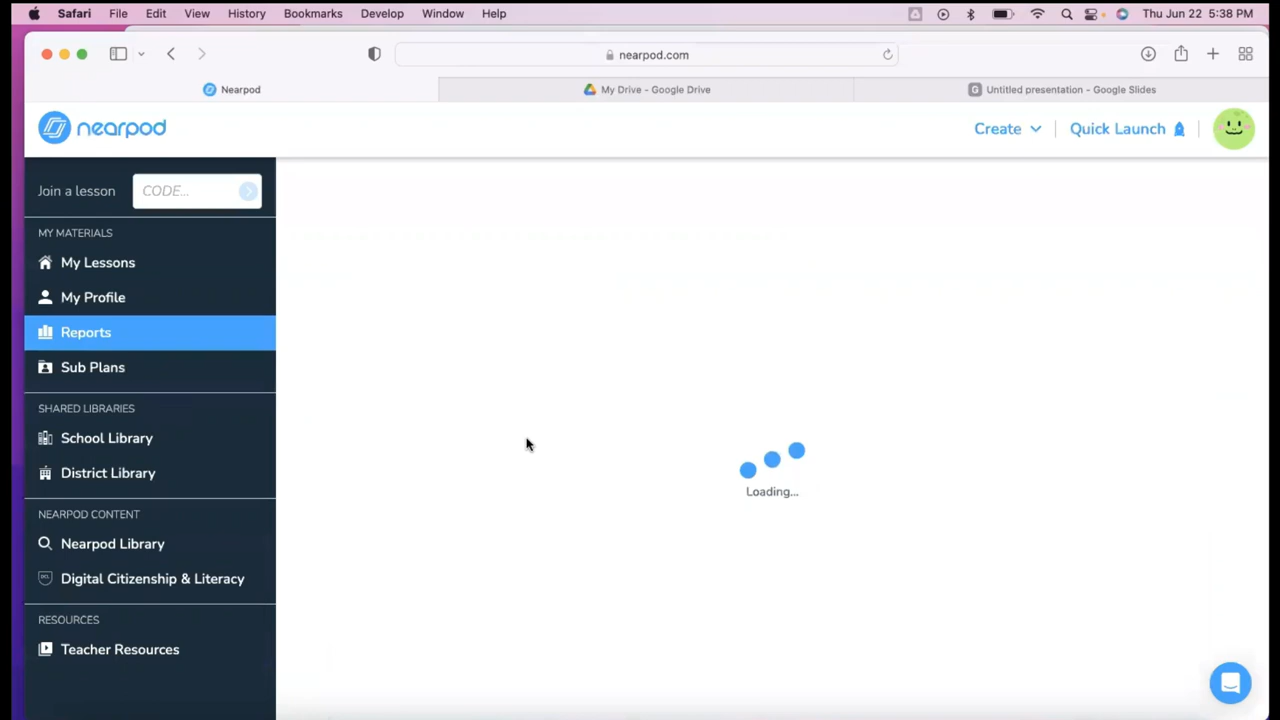 Safari File Edit View History Bookmarks Develop Window Help Thu Jun 22 5:38 PM
nearpod.com
Nearpod My Drive - Google Drive G Untitled presentation - Google Slides
nearpod Create Quick Launch
Join a lesson CODE...
MY MATERIALS
My Lessons
My Profile
Reports
Sub Plans
SHARED LIBRARIES
School Library
District Library
NEARPOD CONTENT
Nearpod Library
DCL Digital Citizenship & Literacy
RESOURCES
Teacher Resources
Loading...